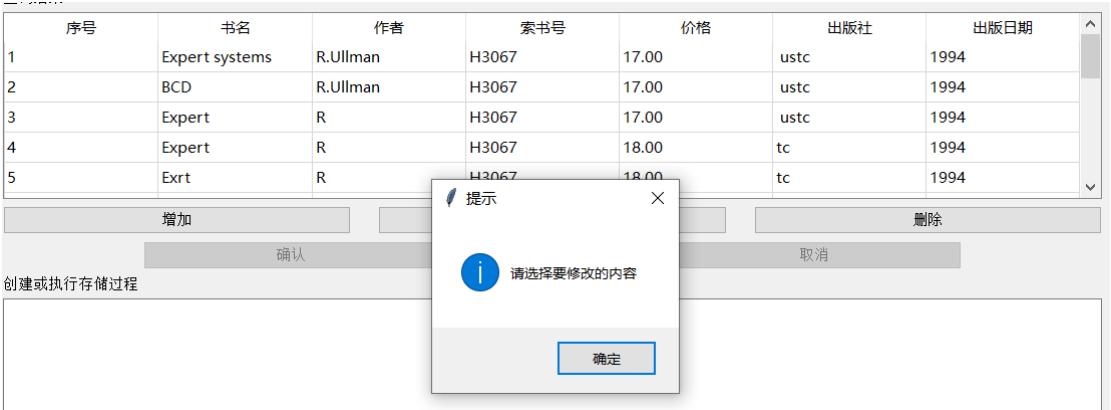 序号 书名 作者 索书号 价格 出版社 出版日期
1 Expert systems R.Ullman H3067 17.00 ustc 1994
2 BCD R.Ullman H3067 17.00 ustc 1994
3 Expert R H3067 17.00 ustc 1994
4 Expert R H3067 18.00 tc 1994
5 Exrt R H3067 18.00 tc 1994
提示
增加 删除
确认 取消
请选择要修改的内容
创建或执行存储过程
确定